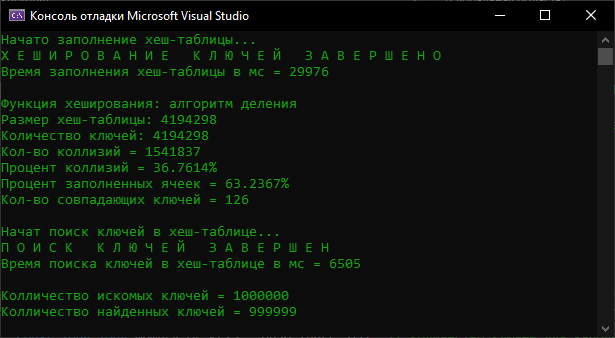 Консоль отладки Microsoft Visual Studio
Начато заполнение хеш-таблицы...
Х Е Ш И Р О В А Н И Е   К Л Ю Ч Е Й   З А В Е Р Ш Е Н О
Время заполнения хеш-таблицы в мс = 29976
Функция хеширования: алгоритм деления
Размер хеш-таблицы: 4194298
Количество ключей: 4194298
Кол-во коллизий = 1541837
Процент коллизий = 36.7614%
Процент заполненных ячеек = 63.2367%
Кол-во совпадающих ключей = 126
Начат поиск ключей в хеш-таблице...
П О И С К   К Л Ю Ч Е Й   З А В Е Р Ш Е Н
Время поиска ключей в хеш-таблице в мс = 6505
Колличество искомых ключей = 1000000
Колличество найденных ключей = 999999